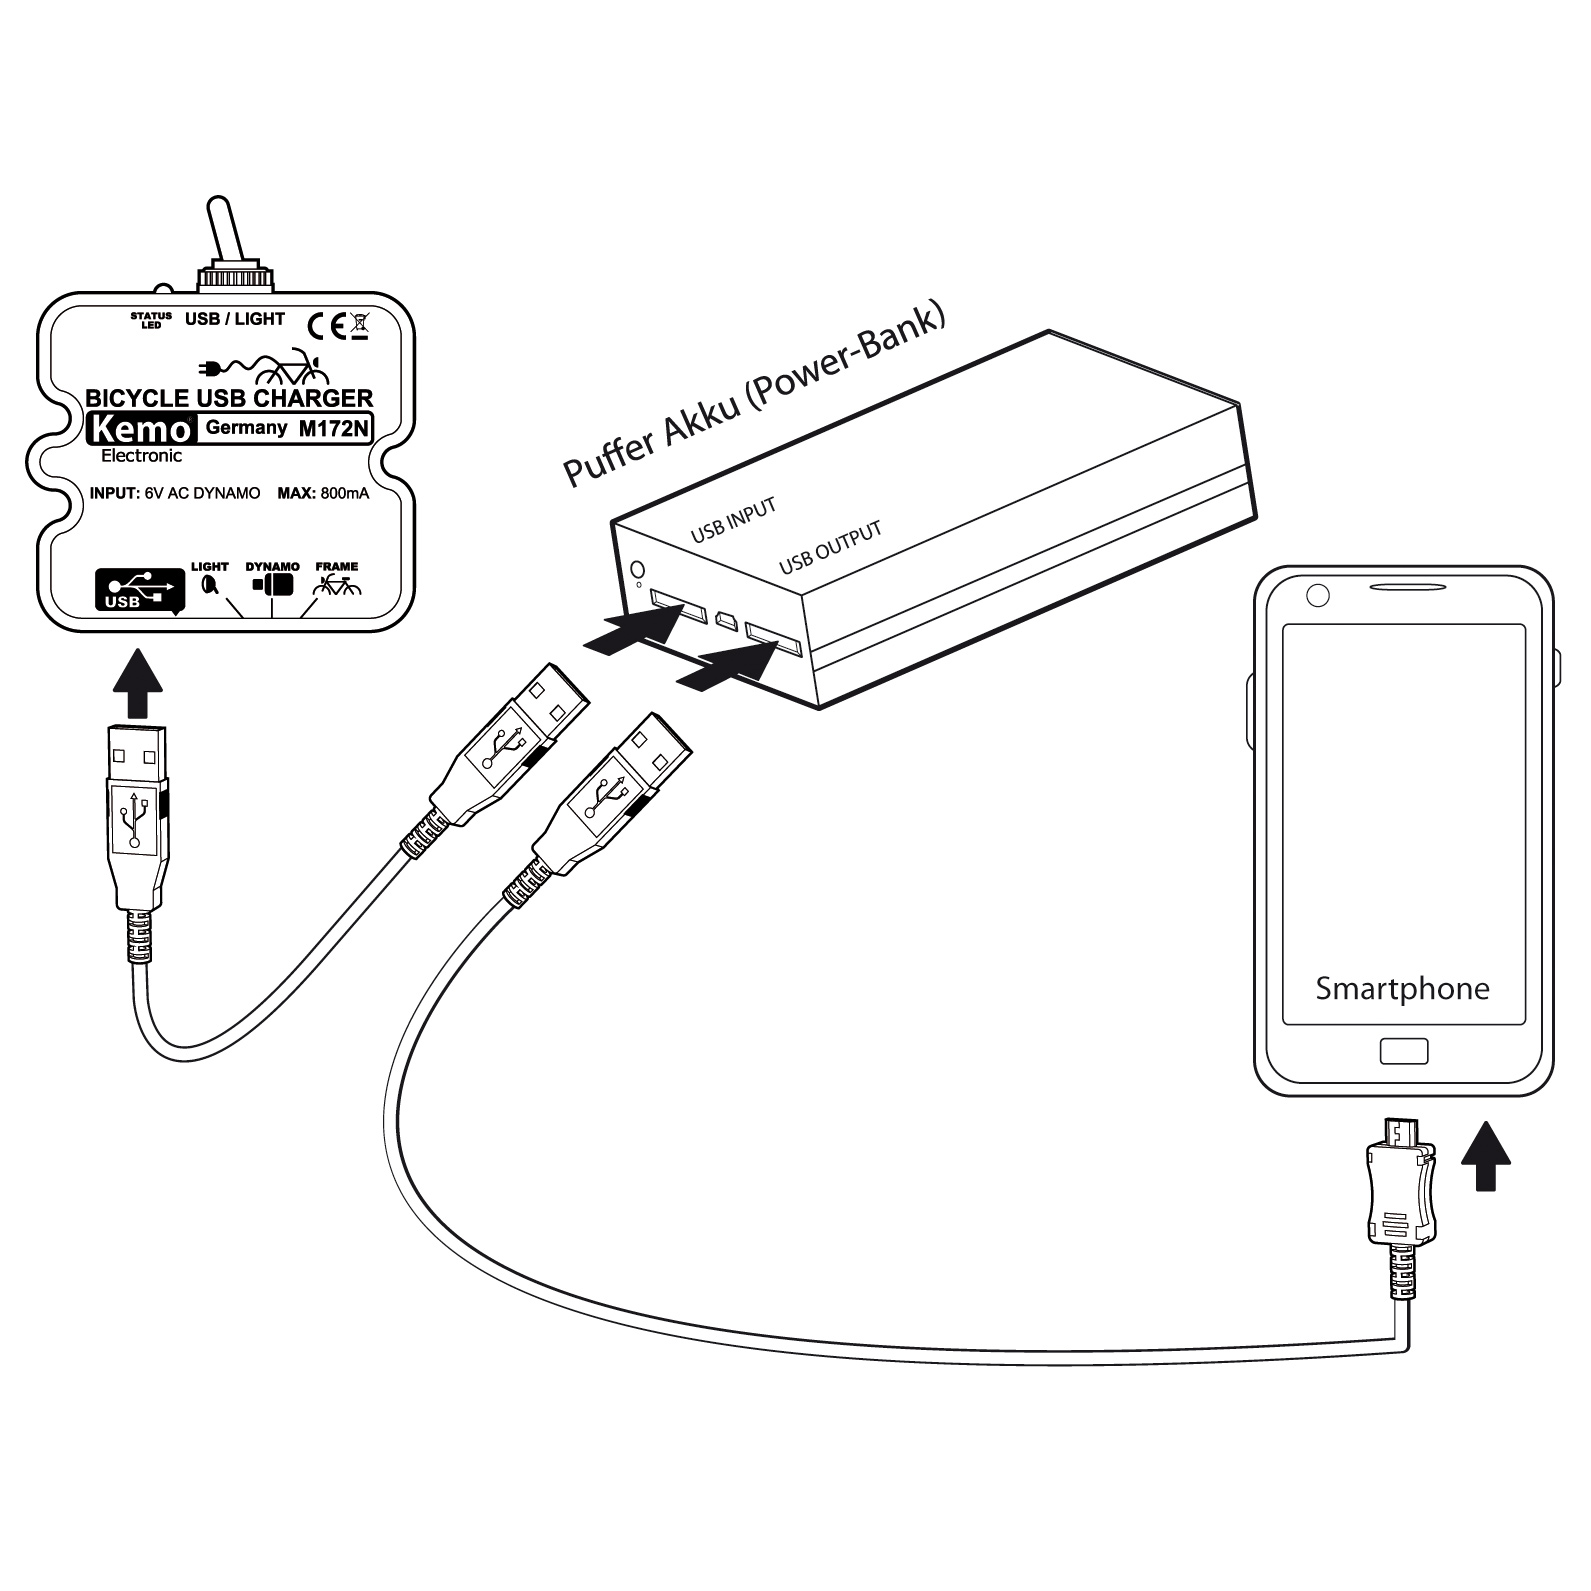 STATUS LED
USB / LIGHT
CE
BICYCLE USB CHARGER
Kemo Germany M172N
Electronic
INPUT: 6V AC DYNAMO MAX: 800mA
LIGHT DYNAMO FRAME
USB
Puffer Akku (Power-Bank)
USB INPUT
USB OUTPUT
Smartphone